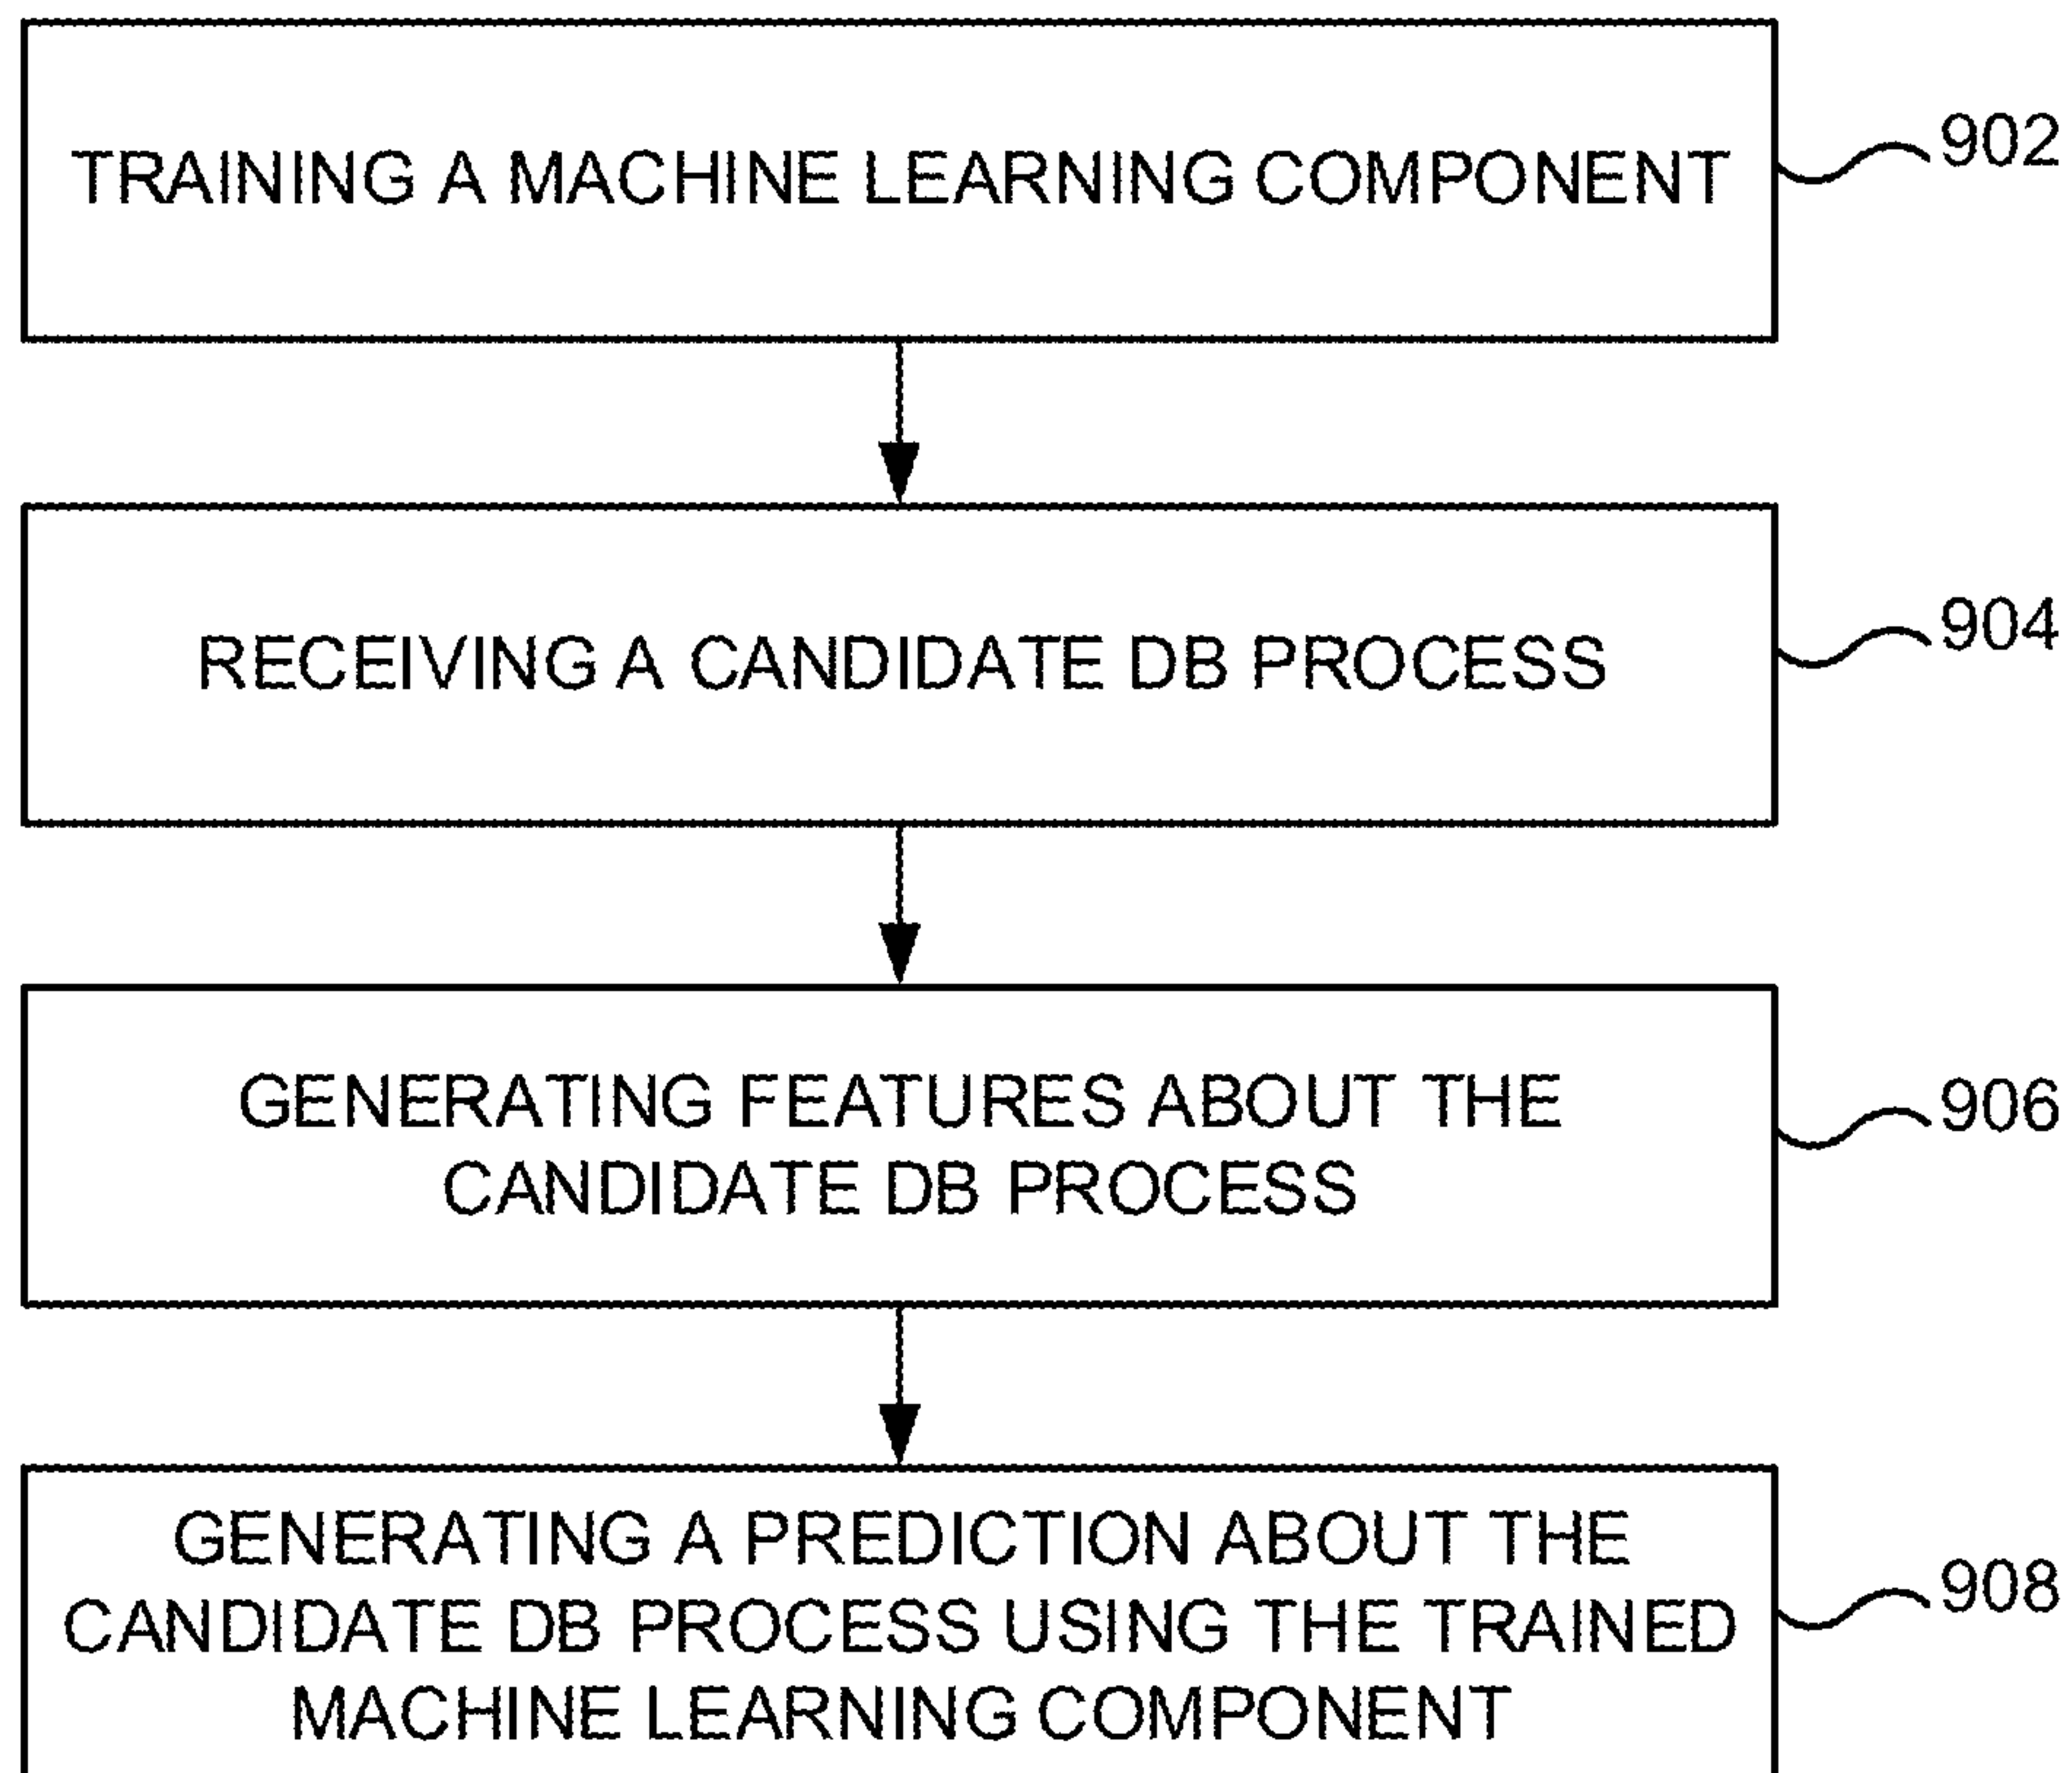 TRAINING A MACHINE LEARNING COMPONENT
902
RECEIVING A CANDIDATE DB PROCESS
904
GENERATING FEATURES ABOUT THE
CANDIDATE DB PROCESS
906
GENERATING A PREDICTION ABOUT THE
CANDIDATE DB PROCESS USING THE TRAINED
MACHINE LEARNING COMPONENT
908